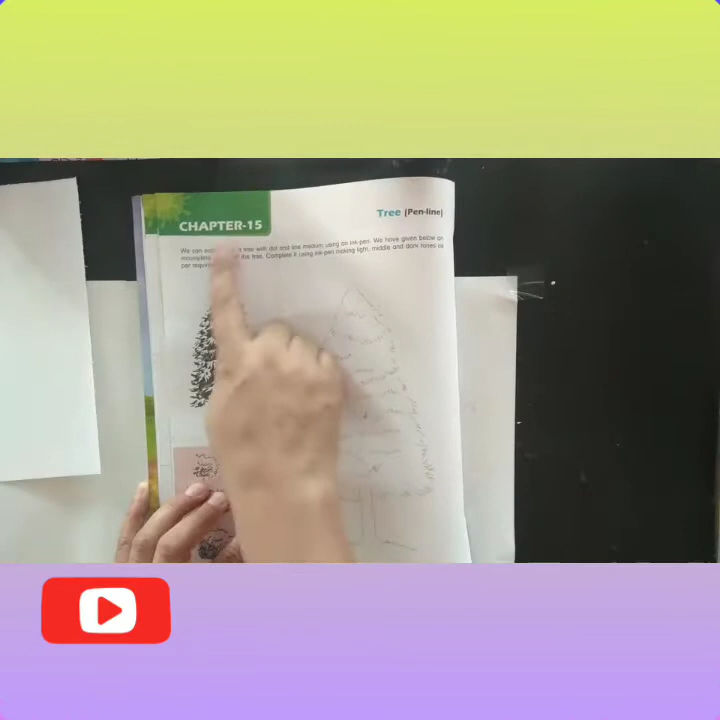 CHAPTER-15
Tree (Pen-line)
We can a tree with dot and line medium using an ink-pen. We have given below an
incomplete the tree. Complete it using ink-pen making light, middle and dark tones as
per